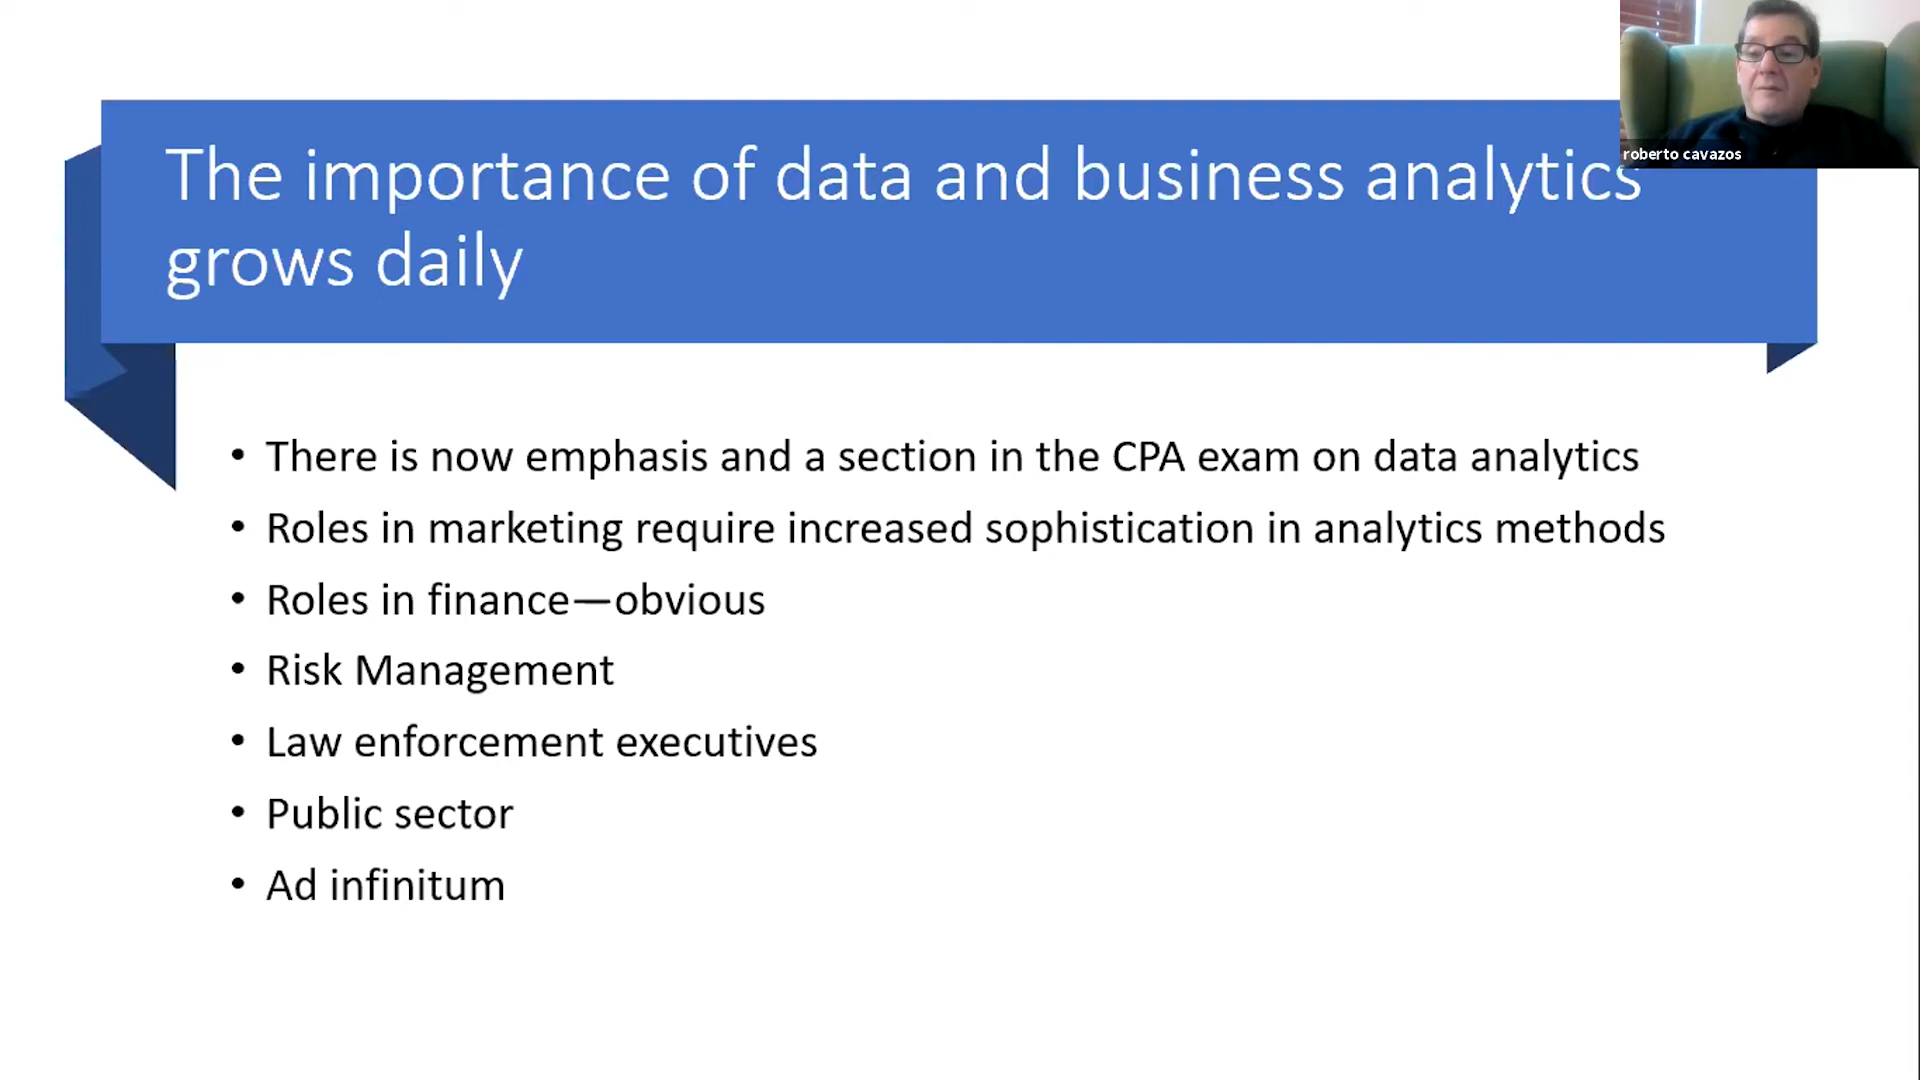 The importance of data and business analytics
grows daily
roberto cavazos
• There is now emphasis and a section in the CPA exam on data analytics
• Roles in marketing require increased sophistication in analytics methods
• Roles in finance—obvious
• Risk Management
• Law enforcement executives
• Public sector
• Ad infinitum